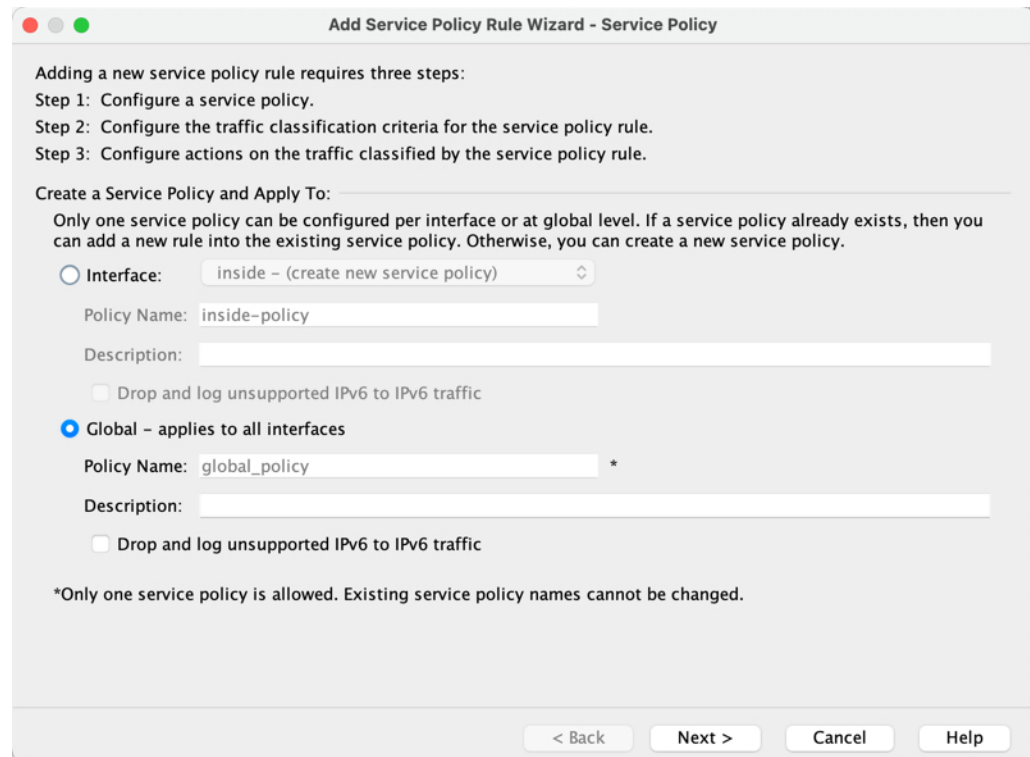 Add Service Policy Rule Wizard - Service Policy
Adding a new service policy rule requires three steps:
Step 1: Configure a service policy.
Step 2: Configure the traffic classification criteria for the service policy rule.
Step 3: Configure actions on the traffic classified by the service policy rule.
Create a Service Policy and Apply To:
Only one service policy can be configured per interface or at global level. If a service policy already exists, then you
can add a new rule into the existing service policy. Otherwise, you can create a new service policy.
Interface: inside - (create new service policy)
Policy Name: inside-policy
Description:
Drop and log unsupported IPv6 to IPv6 traffic
Global - applies to all interfaces
Policy Name: global_policy *
Description:
Drop and log unsupported IPv6 to IPv6 traffic
*Only one service policy is allowed. Existing service policy names cannot be changed.
< Back Next > Cancel Help